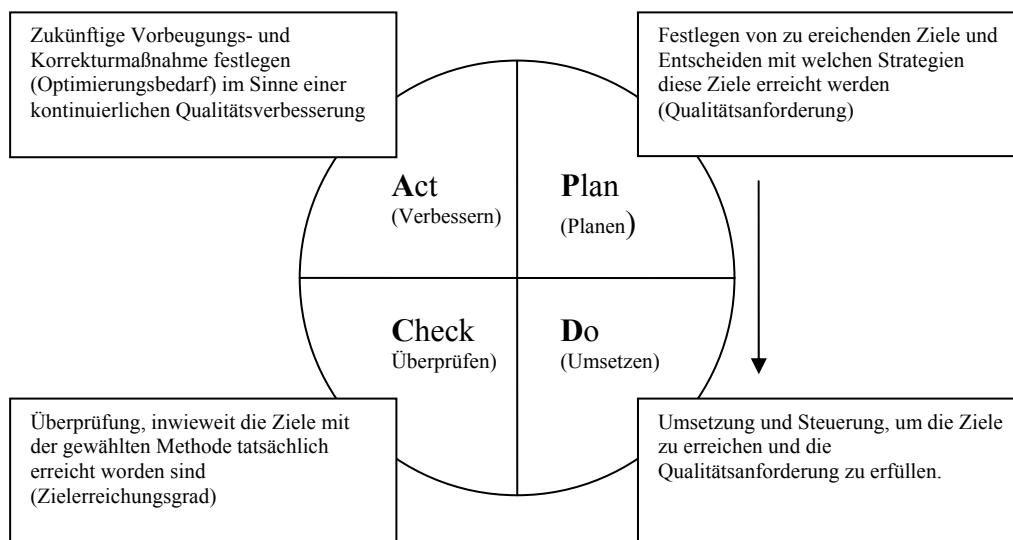 Zukünftige Vorbeugungs- und
Korrekturmaßnahme festlegen
(Optimierungsbedarf) im Sinne einer
kontinuierlichen Qualitätsverbesserung
Festlegen von zu ereichenden Ziele und
Entscheiden mit welchen Strategien
diese Ziele erreicht werden
(Qualitätsanforderung)
Act
(Verbessern)
Plan
(Planen)
Check
Überprüfen)
Do
(Umsetzen)
Überprüfung, inwieweit die Ziele mit
der gewählten Methode tatsächlich
erreicht worden sind
(Zielerreichungsgrad)
Umsetzung und Steuerung, um die Ziele
zu erreichen und die
Qualitätsanforderung zu erfüllen.